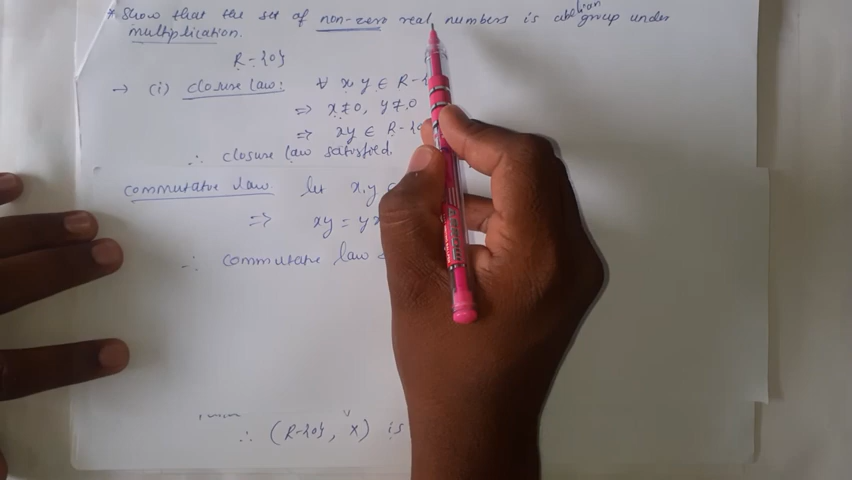 * Show that the set of non-zero real numbers is abelian group under
multiplication.
R-{0}
→ (i) closure law: ∀ x, y ∈ R-{
⇒ x≠0, y≠0
⇒ xy ∈ R-{0
∴ closure law satisfied.
commutative law let x,y ∈
⇒ xy = yx
∴ commutative law
∴ (R-{0}, x) is